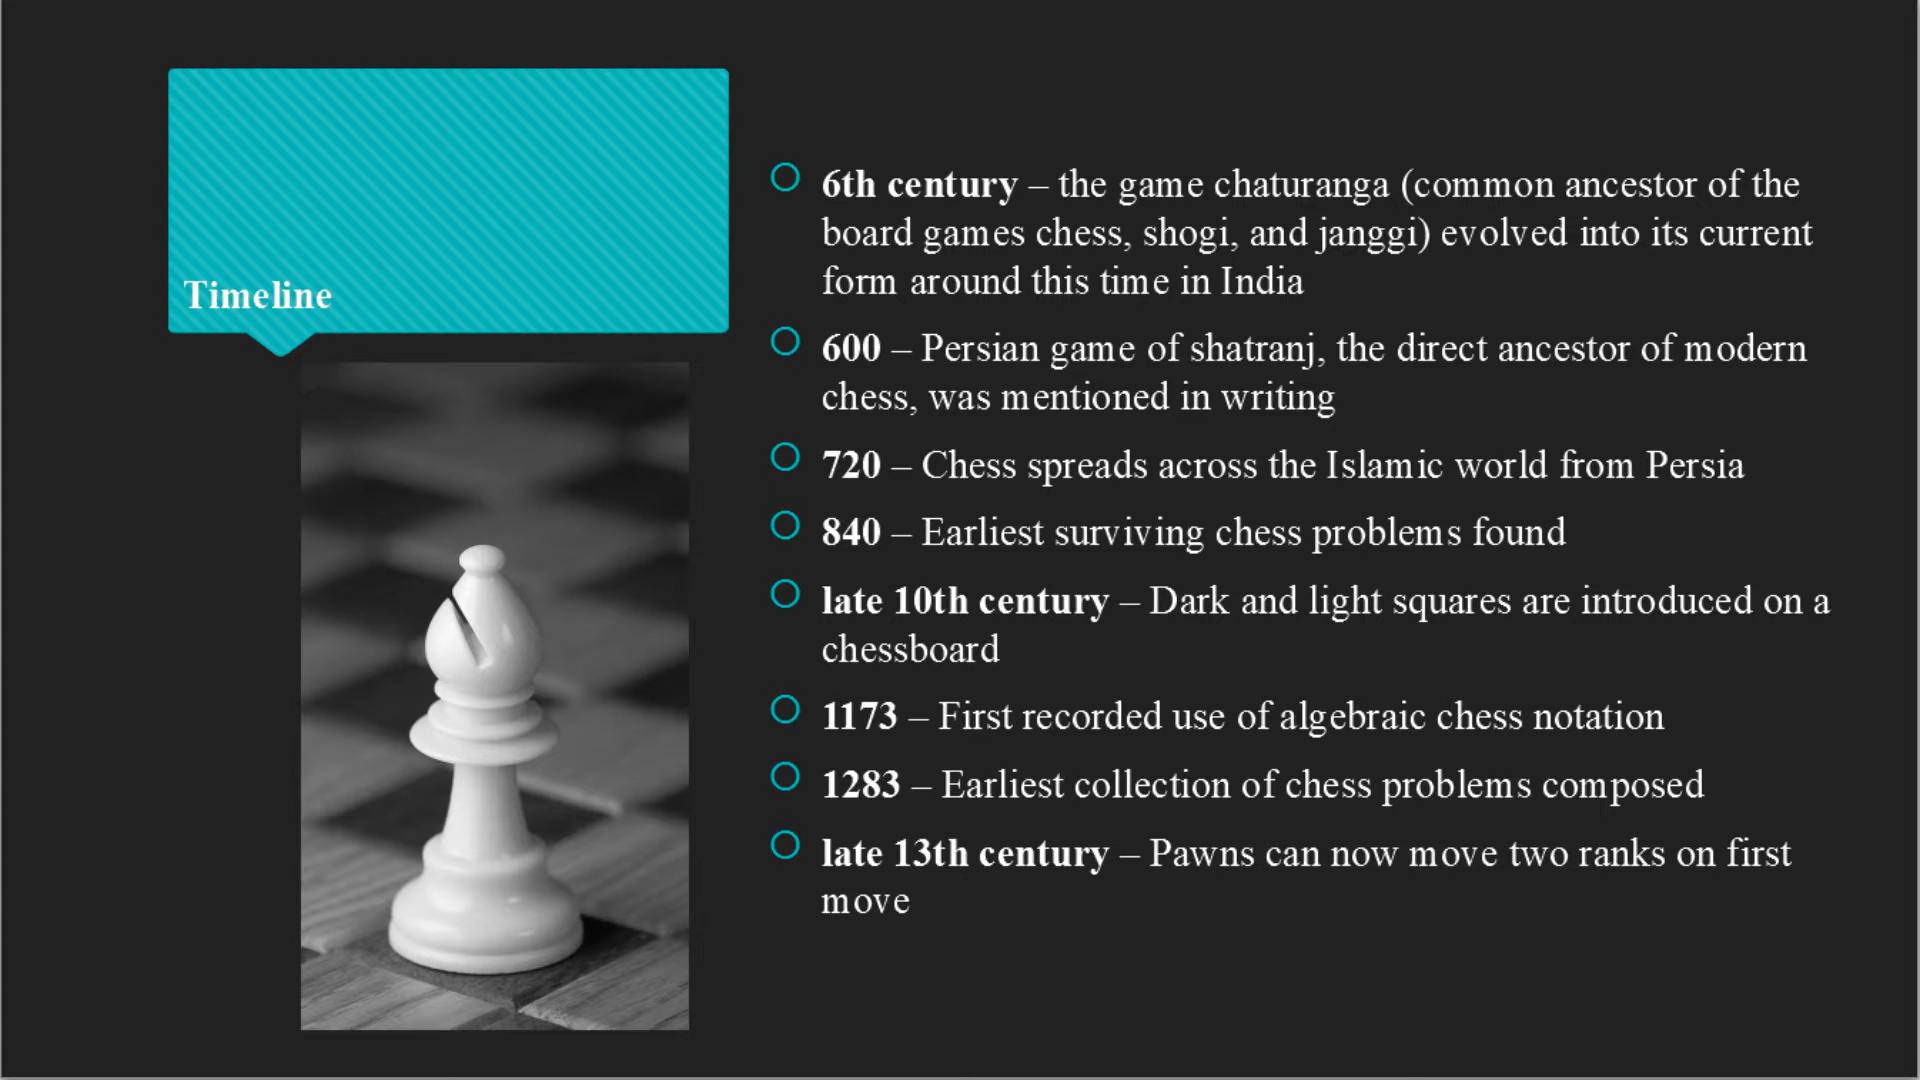 Timeline
6th century – the game chaturanga (common ancestor of the
board games chess, shogi, and janggi) evolved into its current
form around this time in India
600 – Persian game of shatranj, the direct ancestor of modern
chess, was mentioned in writing
720 – Chess spreads across the Islamic world from Persia
840 – Earliest surviving chess problems found
late 10th century – Dark and light squares are introduced on a
chessboard
1173 – First recorded use of algebraic chess notation
1283 – Earliest collection of chess problems composed
late 13th century – Pawns can now move two ranks on first
move